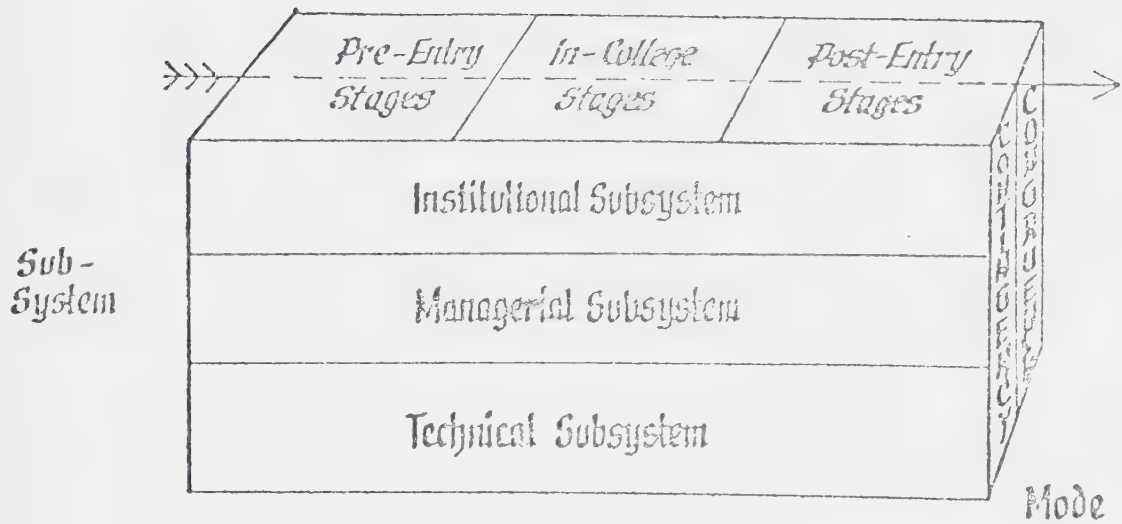 Pre-Entry
Stages
In-College
Stages
Post-Entry
Stages
Institutional Subsystem
Sub-
System
Managerial Subsystem
Technical Subsystem
Mode